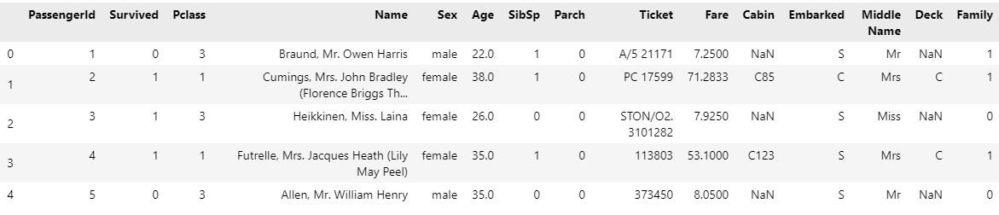 PassengerId Survived Pclass Name Sex Age SibSp Parch Ticket Fare Cabin Embarked Middle Name Deck Family
0 1 0 3 Braund, Mr. Owen Harris male 22.0 1 0 A/5 21171 7.2500 NaN S Mr NaN 1
1 2 1 1 Cumings, Mrs. John Bradley (Florence Briggs Th... female 38.0 1 0 PC 17599 71.2833 C85 C Mrs C 1
2 3 1 3 Heikkinen, Miss. Laina female 26.0 0 0 STON/O2. 3101282 7.9250 NaN S Miss NaN 0
3 4 1 1 Futrelle, Mrs. Jacques Heath (Lily May Peel) female 35.0 1 0 113803 53.1000 C123 S Mrs C 1
4 5 0 3 Allen, Mr. William Henry male 35.0 0 0 373450 8.0500 NaN S Mr NaN 0